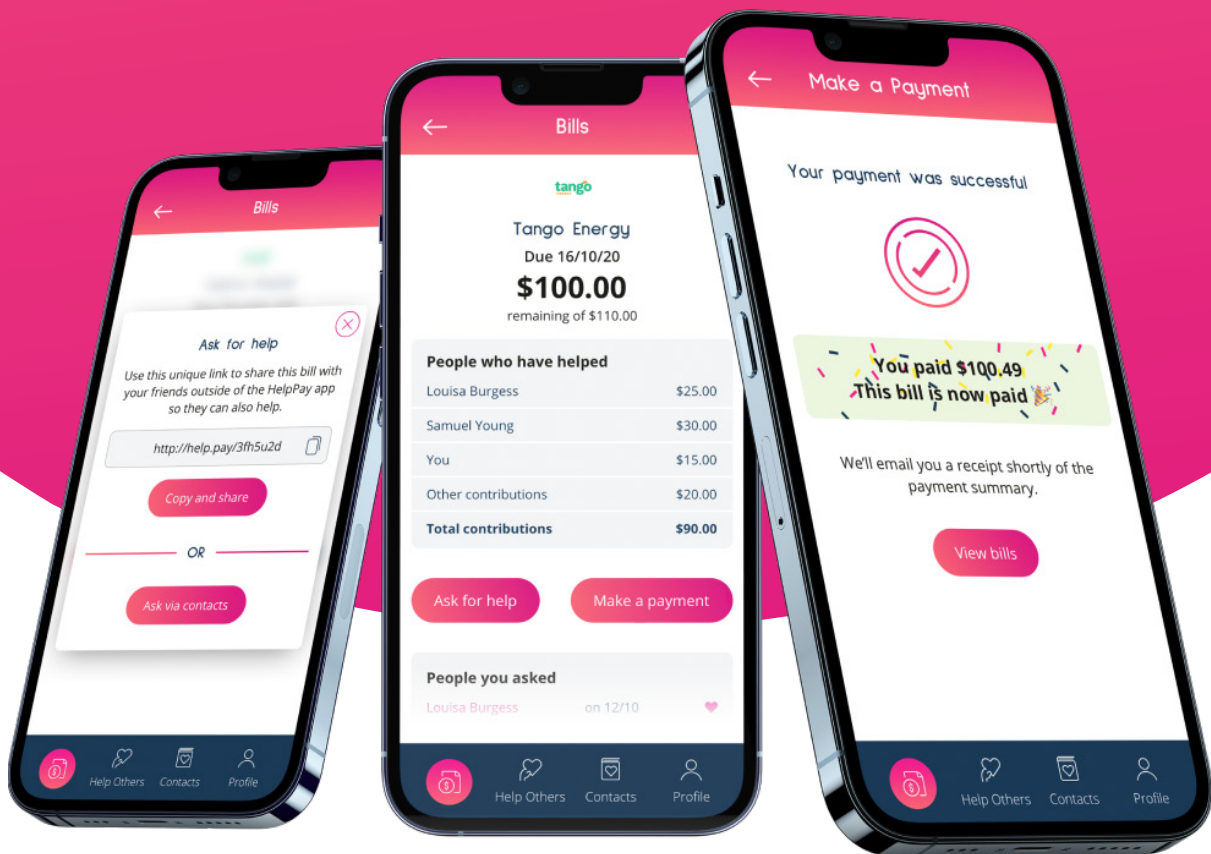 Bills
Ask for help
Use this unique link to share this bill with
your friends outside of the HelpPay app
so they can also help.
http://help.pay/3fh5u2d
Copy and share
OR
Ask via contacts
Help Others
Contacts
Profile
Bills
tango
Tango Energy
Due 16/10/20
$100.00
remaining of $110.00
People who have helped
Louisa Burgess $25.00
Samuel Young $30.00
You $15.00
Other contributions $20.00
Total contributions $90.00
Ask for help
Make a payment
People you asked
Louisa Burgess on 12/10
Help Others
Contacts
Profile
Make a Payment
Your payment was successful
You paid $100.49
This bill is now paid 🎉
We'll email you a receipt shortly of the
payment summary.
View bills
Help Others
Contacts
Profile